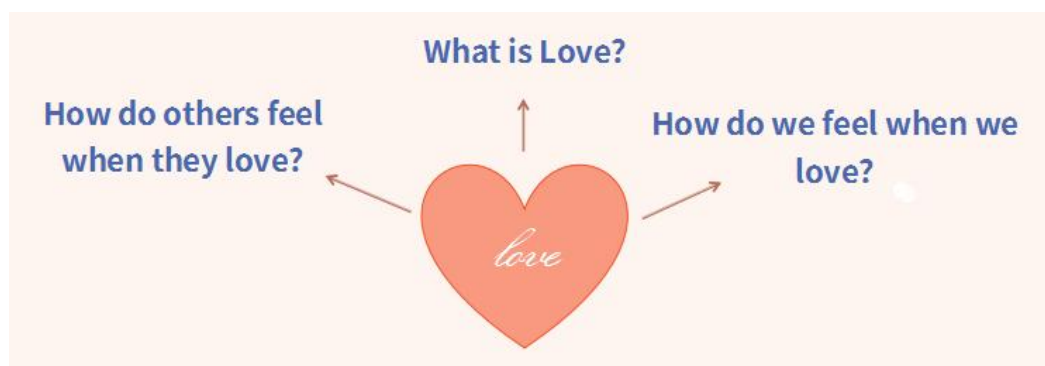 What is Love?
How do others feel
when they love?
How do we feel when we
love?
love